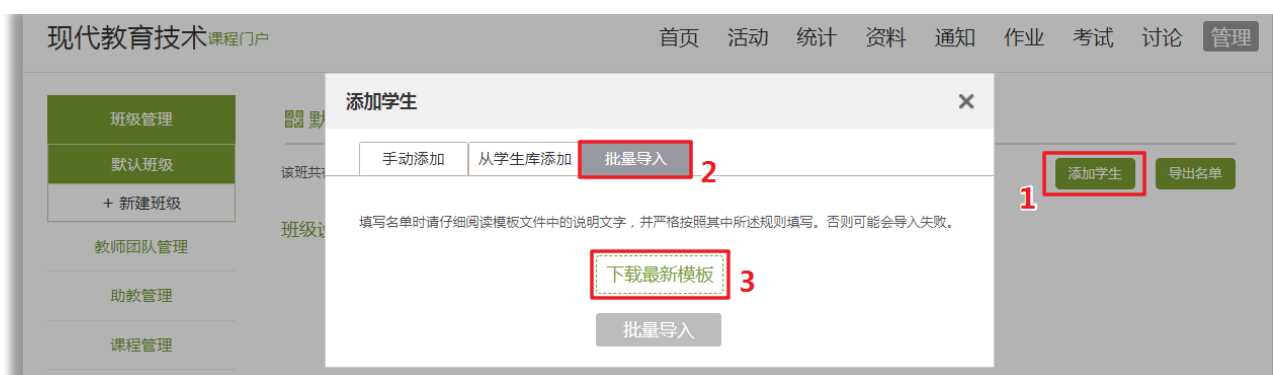 现代教育技术课程门户
首页 活动 统计 资料 通知 作业 考试 讨论 管理
班级管理
默认班级
+ 新建班级
教师团队管理
助教管理
课程管理
添加学生
手动添加 从学生库添加 批量导入
2
该班共
添加学生 导出名单
1
班级
填写名单时请仔细阅读模板文件中的说明文字，并严格按照其中所述规则填写。否则可能会导入失败。
下载最新模板
3
批量导入